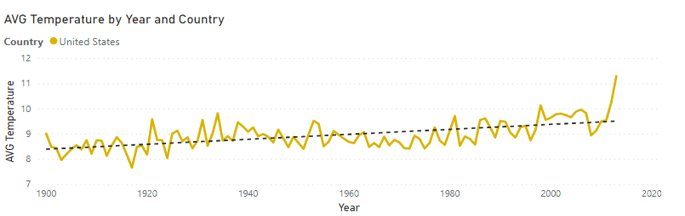 AVG Temperature by Year and Country
Country United States
12
11
10
9
8
7
AVG Temperature
1900 1920 1940 1960 1980 2000 2020
Year